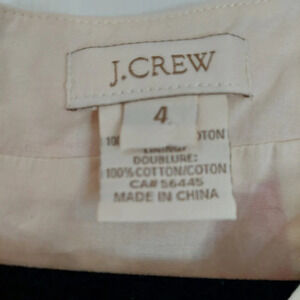 J.CREW
4
DOUBLURE:
100% COTTON/COTON
CA# 56445
MADE IN CHINA